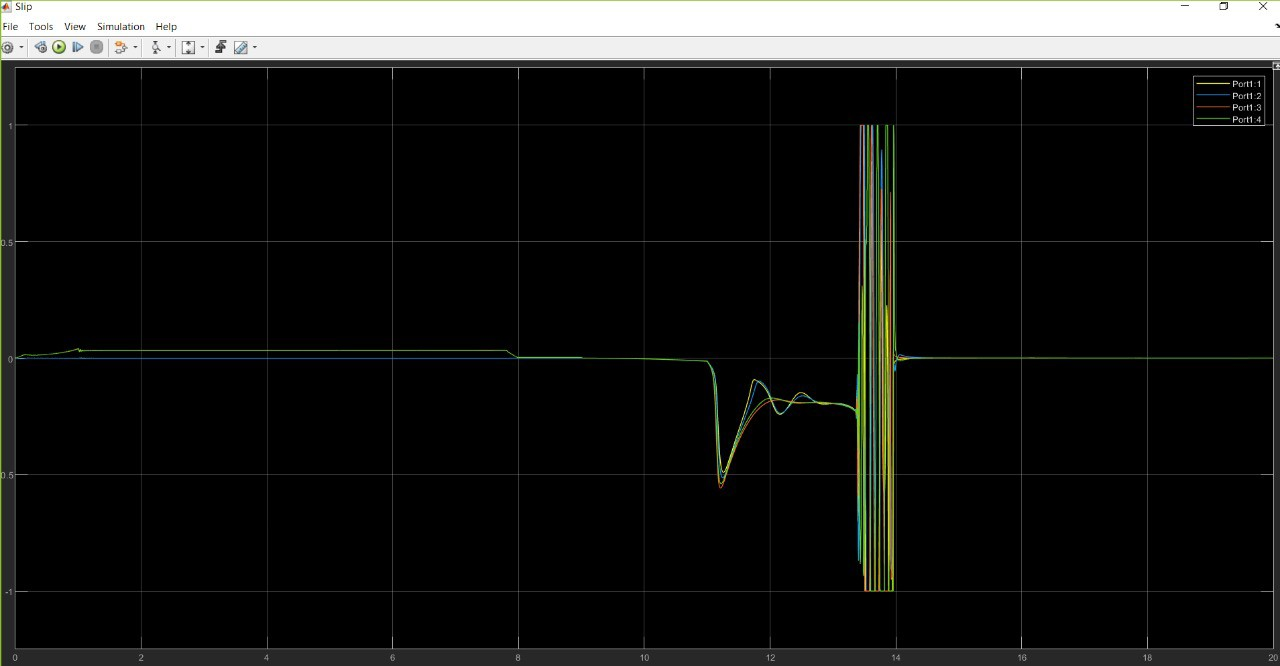 Slip
File Tools View Simulation Help
Port1:1
Port1:2
Port1:3
Port1:4
1
0.5
0
0.5
-1
0 2 4 6 8 10 12 14 16 18 20